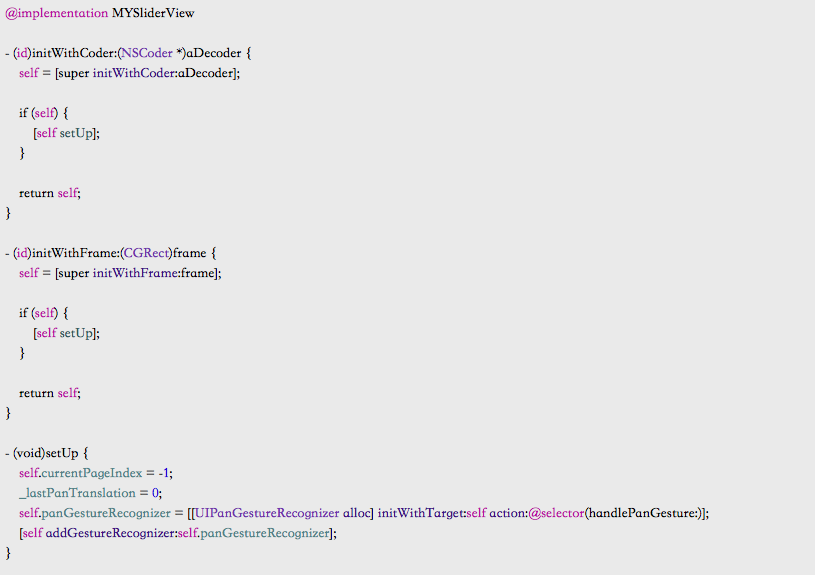 @implementation MYSliderView
- (id)initWithCoder:(NSCoder *)aDecoder {
self = [super initWithCoder:aDecoder];
if (self) {
[self setUp];
}
return self;
}
- (id)initWithFrame:(CGRect)frame {
self = [super initWithFrame:frame];
if (self) {
[self setUp];
}
return self;
}
- (void)setUp {
self.currentPageIndex = -1;
_lastPanTranslation = 0;
self.panGestureRecognizer = [[UIPanGestureRecognizer alloc] initWithTarget:self action:@selector(handlePanGesture:)];
[self addGestureRecognizer:self.panGestureRecognizer];
}